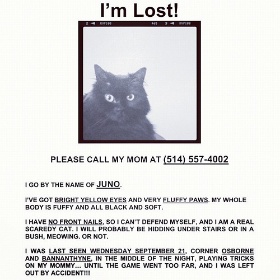 I'm Lost!
PLEASE CALL MY MOM AT (514) 557-4002
I GO BY THE NAME OF JUNO.
I'VE GOT BRIGHT YELLOW EYES AND VERY FLUFFY PAWS. MY WHOLE
BODY IS FUFFY AND ALL BLACK AND SOFT.
I HAVE NO FRONT NAILS, SO I CAN'T DEFEND MYSELF, AND I AM A REAL
SCAREDY CAT. I WILL PROBABLY BE HIDDING UNDER STAIRS OR IN A
BUSH, MEOWING. OR NOT.
I WAS LAST SEEN WEDNESDAY SEPTEMBER 21, CORNER OSBORNE
AND BANNANTHYNE, IN THE MIDDLE OF THE NIGHT, PLAYING TRICKS
ON MY MOMMY... UNTIL THE GAME WENT TOO FAR, AND I WAS LEFT
OUT BY ACCIDENT!!!!